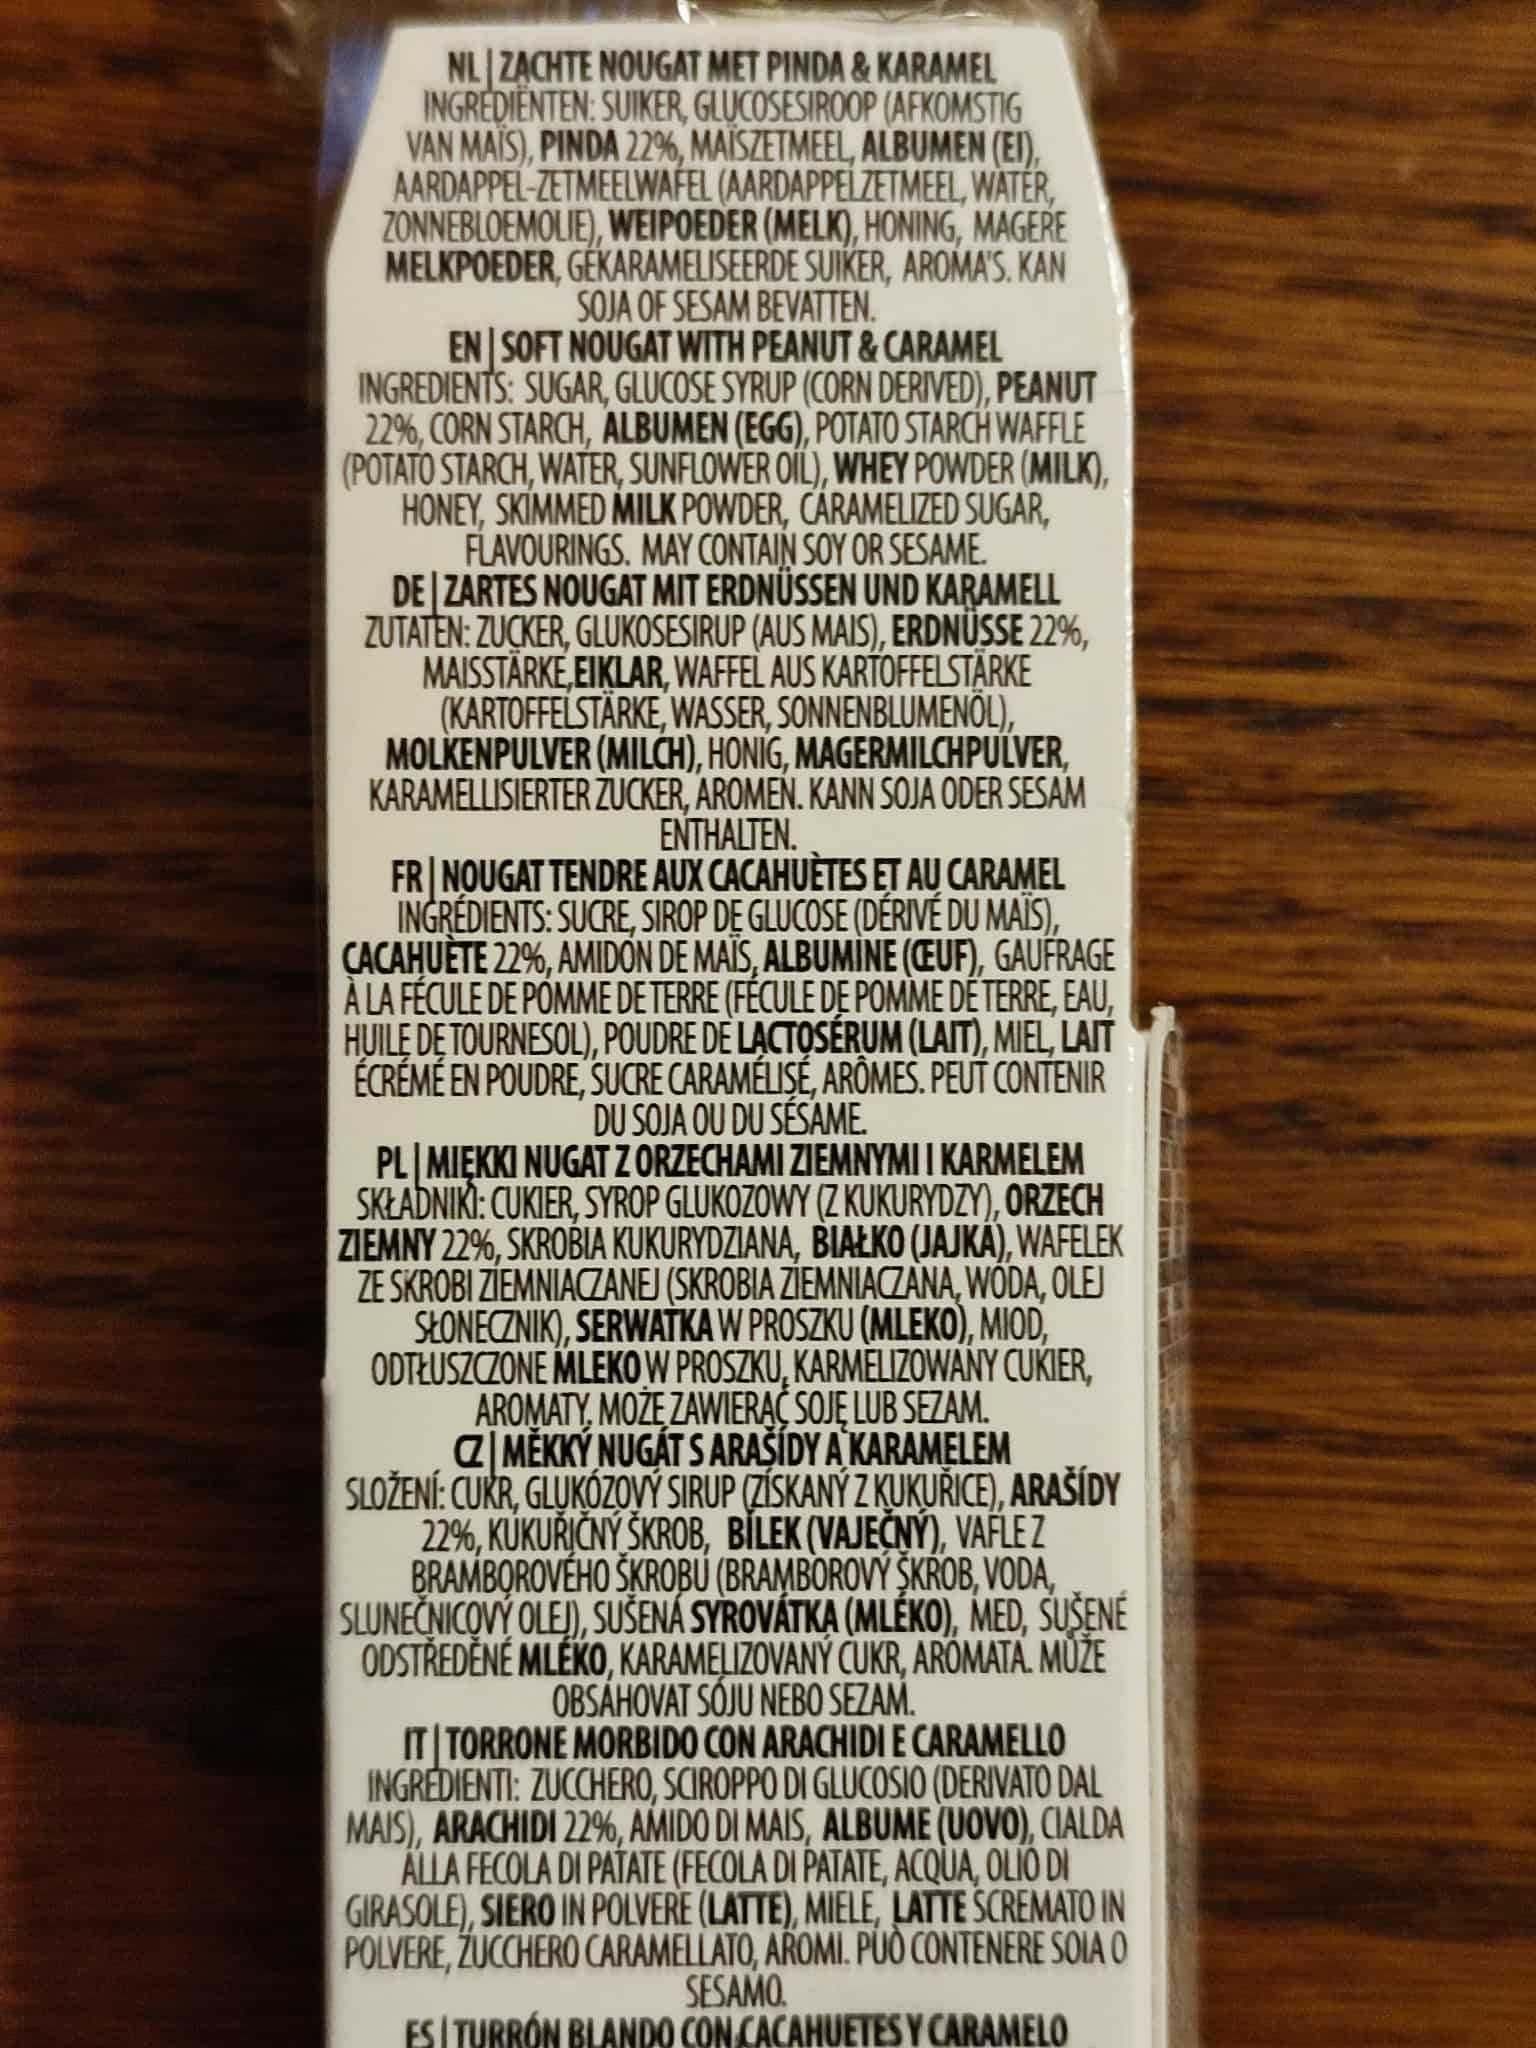 NL | ZACHTE NOUGAT MET PINDA & KARAMEL
INGREDIËNTEN: SUIKER, GLUCOSESIROOP (AFKOMSTIG
VAN MAÏS), PINDA 22%, MAÏSZETMEEL, ALBUMEN (EI),
AARDAPPEL-ZETMEELWAFEL (AARDAPPELZETMEEL, WATER,
ZONNEBLOEMOLIE), WEIPOEDER (MELK), HONING, MAGERE
MELKPOEDER, GEKARAMELISEERDE SUIKER, AROMA'S. KAN
SOJA OF SESAM BEVATTEN.
EN | SOFT NOUGAT WITH PEANUT & CARAMEL
INGREDIENTS: SUGAR, GLUCOSE SYRUP (CORN DERIVED), PEANUT
22%, CORN STARCH, ALBUMEN (EGG), POTATO STARCH WAFFLE
(POTATO STARCH, WATER, SUNFLOWER OIL), WHEY POWDER (MILK),
HONEY, SKIMMED MILK POWDER, CARAMELIZED SUGAR,
FLAVOURINGS. MAY CONTAIN SOY OR SESAME.
DE | ZARTES NOUGAT MIT ERDNÜSSEN UND KARAMELL
ZUTATEN: ZUCKER, GLUKOSESIRUP (AUS MAIS), ERDNÜSSE 22%,
MAISSTÄRKE, EIKLAR, WAFFEL AUS KARTOFFELSTÄRKE
(KARTOFFELSTÄRKE, WASSER, SONNENBLUMENÖL),
MOLKENPULVER (MILCH), HONIG, MAGERMILCHPULVER,
KARAMELLISIERTER ZUCKER, AROMEN. KANN SOJA ODER SESAM
ENTHALTEN.
FR | NOUGAT TENDRE AUX CACAHUÈTES ET AU CARAMEL
INGRÉDIENTS: SUCRE, SIROP DE GLUCOSE (DÉRIVÉ DU MAÏS),
CACAHUÈTE 22%, AMIDON DE MAÏS, ALBUMINE (ŒUF), GAUFRAGE
À LA FÉCULE DE POMME DE TERRE (FÉCULE DE POMME DE TERRE, EAU,
HUILE DE TOURNESOL), POUDRE DE LACTOSÉRUM (LAIT), MIEL, LAIT
ÉCRÉMÉ EN POUDRE, SUCRE CARAMÉLISÉ, ARÔMES. PEUT CONTENIR
DU SOJA OU DU SÉSAME.
PL | MIĘKKI NUGAT Z ORZECHAMI ZIEMNYMI I KARMELEM
SKŁADNIKI: CUKIER, SYROP GLUKOZOWY (Z KUKURYDZY), ORZECH
ZIEMNY 22%, SKROBIA KUKURYDZIANA, BIAŁKO (JAJKA), WAFELEK
ZE SKROBI ZIEMNIACZANEJ (SKROBIA ZIEMNIACZANA, WODA, OLEJ
SŁONECZNIK), SERWATKA W PROSZKU (MLEKO), MIOD,
ODTŁUSZCZONE MLEKO W PROSZKU, KARMELIZOWANY CUKIER,
AROMATY. MOŻE ZAWIERAĆ SOJĘ LUB SEZAM.
CZ | MĚKKÝ NUGÁT S ARAŠÍDY A KARAMELEM
SLOŽENÍ: CUKR, GLUKÓZOVÝ SIRUP (ZÍSKANÝ Z KUKUŘICE), ARAŠÍDY
22%, KUKUŘIČNÝ ŠKROB, BÍLEK (VAJEČNÝ), VAFLE Z
BRAMBOROVÉHO ŠKROBU (BRAMBOROVÝ ŠKROB, VODA,
SLUNEČNICOVÝ OLEJ), SUŠENÁ SYROVÁTKA (MLÉKO), MED, SUŠENÉ
ODSTŘEDĚNÉ MLÉKO, KARAMELIZOVANÝ CUKR, AROMATA. MŮŽE
OBSAHOVAT SÓJU NEBO SEZAM.
IT | TORRONE MORBIDO CON ARACHIDI E CARAMELLO
INGREDIENTI: ZUCCHERO, SCIROPPO DI GLUCOSIO (DERIVATO DAL
MAIS), ARACHIDI 22%, AMIDO DI MAIS, ALBUME (UOVO), CIALDA
ALLA FECOLA DI PATATE (FECOLA DI PATATE, ACQUA, OLIO DI
GIRASOLE), SIERO IN POLVERE (LATTE), MIELE, LATTE SCREMATO IN
POLVERE, ZUCCHERO CARAMELLATO, AROMI. PUÒ CONTENERE SOIA O
SESAMO.
ES | TURRÓN BLANDO CON CACAHUETES Y CARAMELO